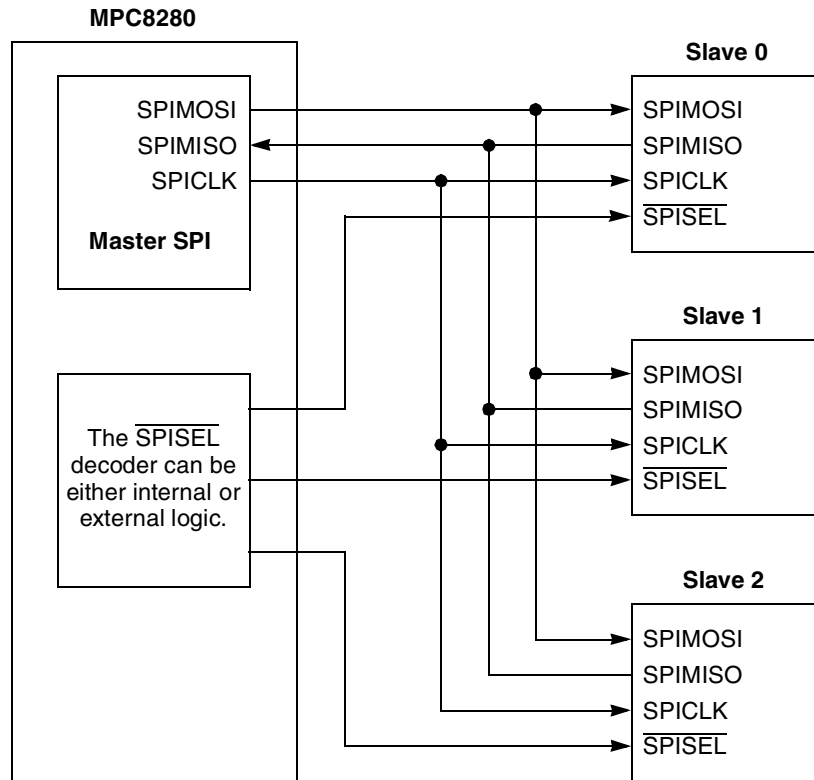 MPC8280
SPIMOSI
SPIMISO
SPICLK
Master SPI
The SPISEL
decoder can be
either internal or
external logic.
Slave 0
SPIMOSI
SPIMISO
SPICLK
SPISEL
Slave 1
SPIMOSI
SPIMISO
SPICLK
SPISEL
Slave 2
SPIMOSI
SPIMISO
SPICLK
SPISEL